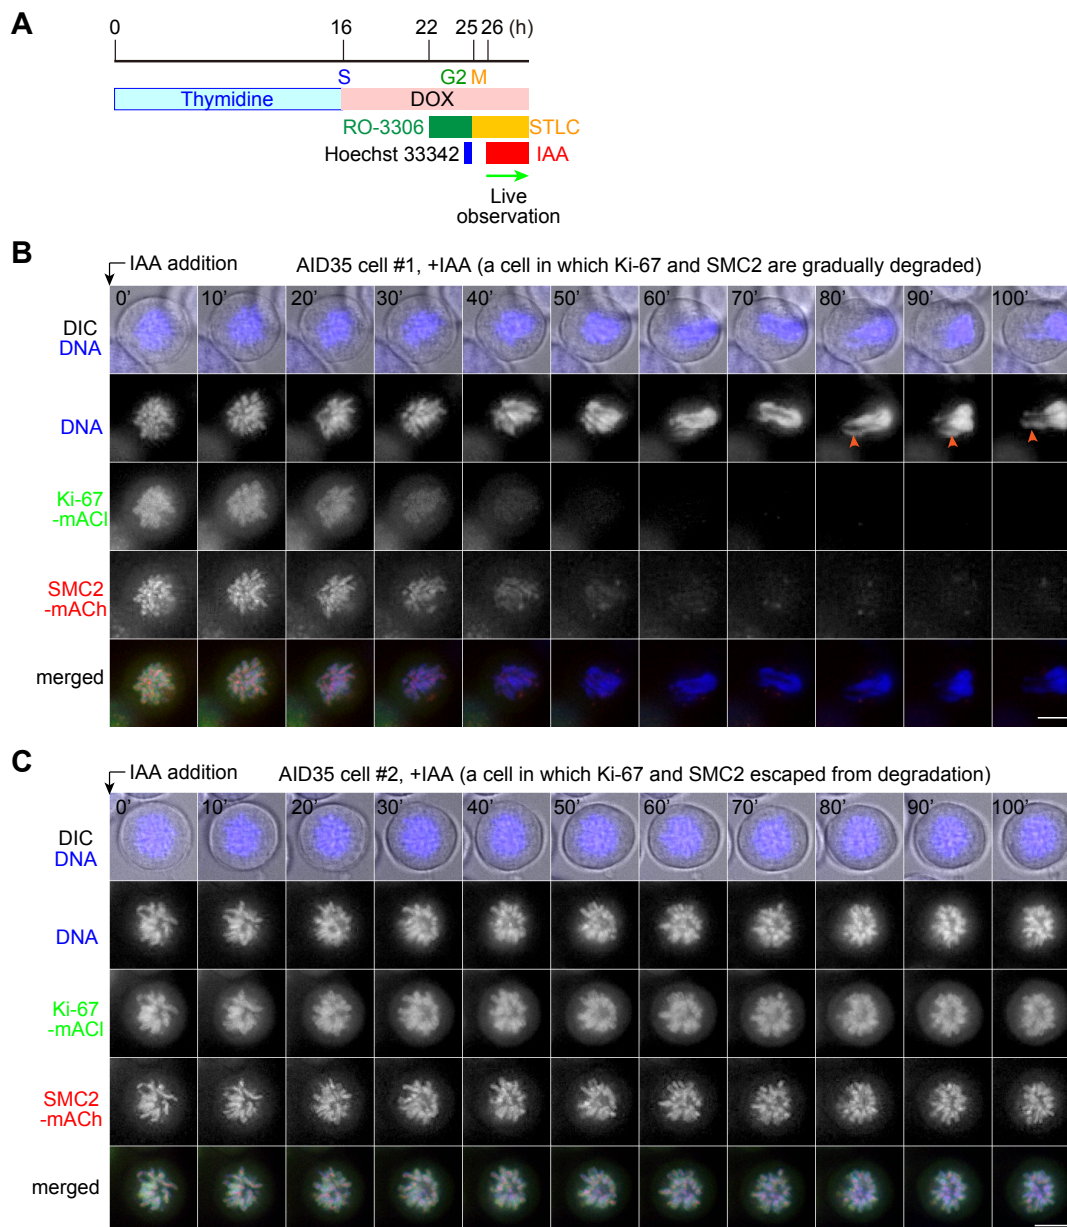 A
0 16 22 25 26 (h)
S G2 M
Thymidine DOX
RO-3306 STLC
Hoechst 33342 IAA
Live
observation
B
IAA addition AID35 cell #1, +IAA (a cell in which Ki-67 and SMC2 are gradually degraded)
0’ 10’ 20’ 30’ 40’ 50’ 60’ 70’ 80’ 90’ 100’
DIC
DNA
DNA
Ki-67
-mACl
SMC2
-mACh
merged
C
IAA addition AID35 cell #2, +IAA (a cell in which Ki-67 and SMC2 escaped from degradation)
0’ 10’ 20’ 30’ 40’ 50’ 60’ 70’ 80’ 90’ 100’
DIC
DNA
DNA
Ki-67
-mACl
SMC2
-mACh
merged